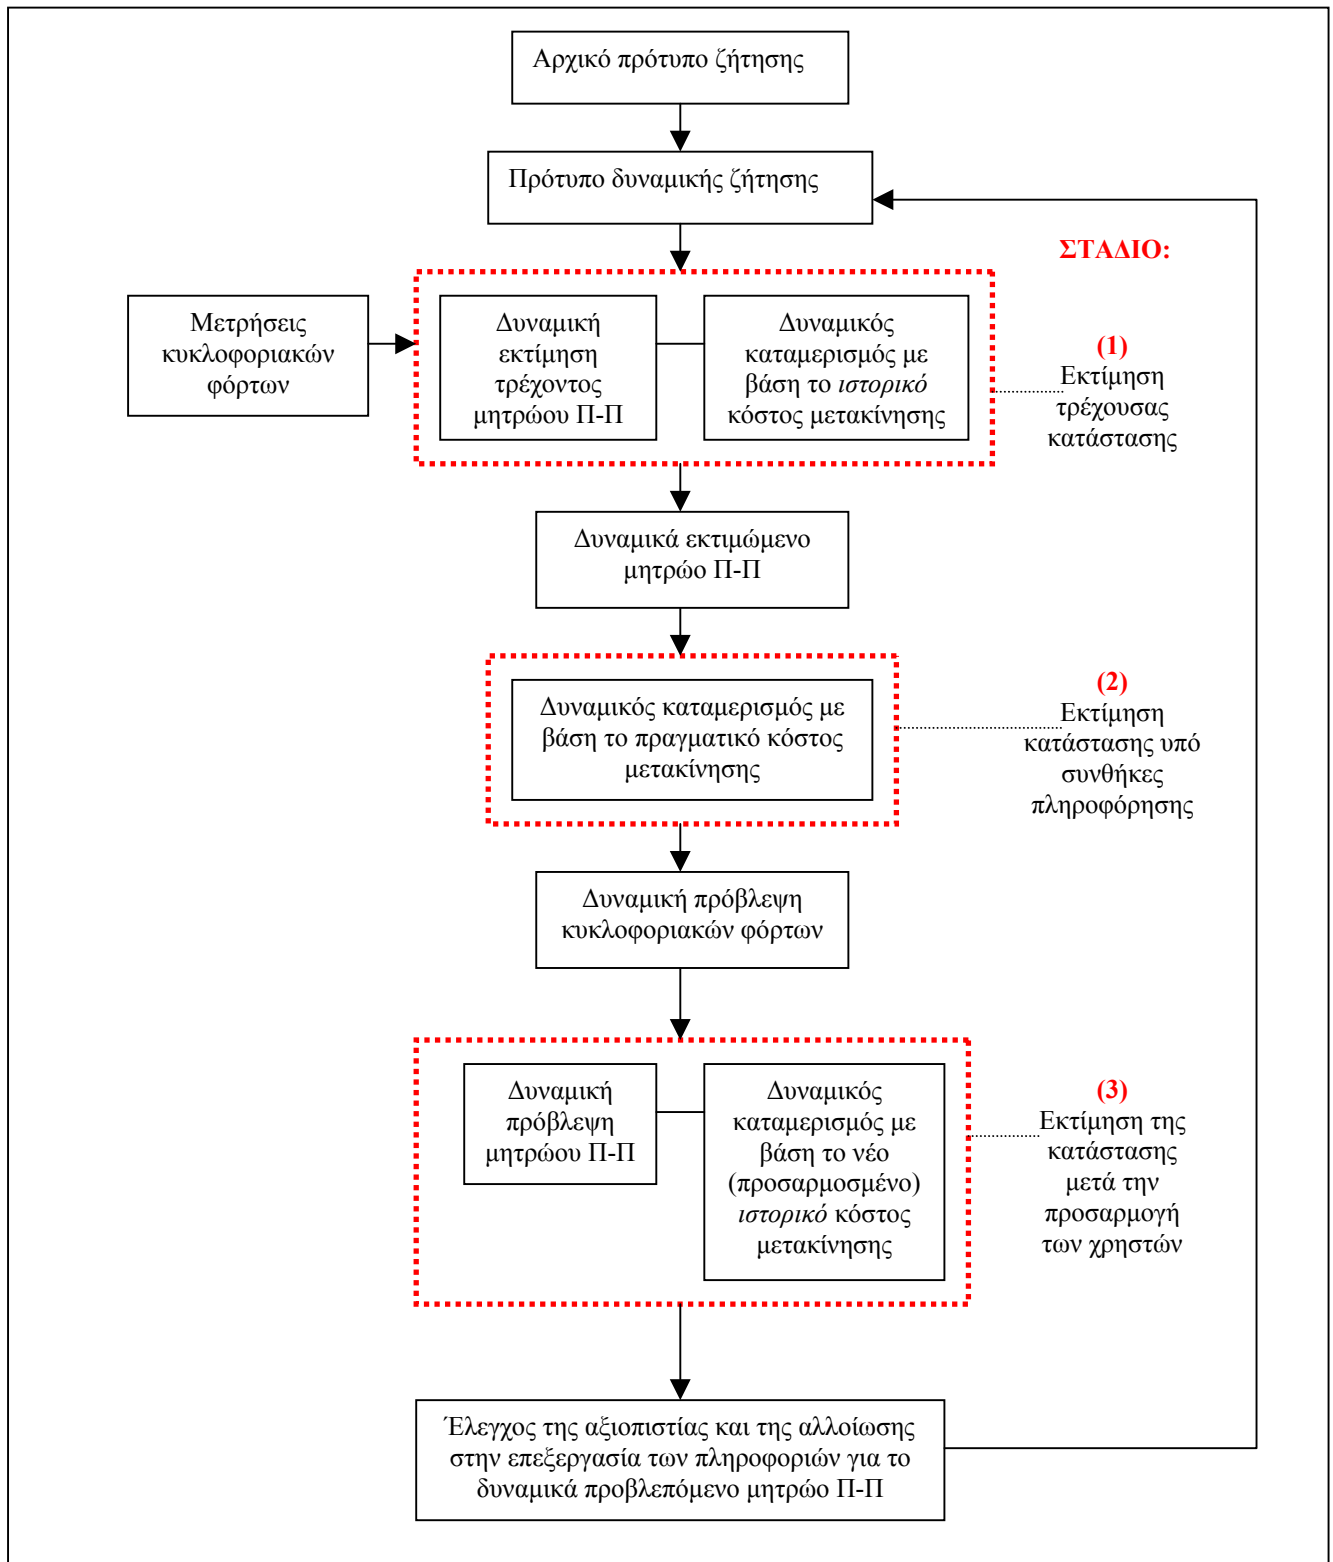 Αρχικό πρότυπο ζήτησης
Πρότυπο δυναμικής ζήτησης
ΣΤΑΔΙΟ:
Μετρήσεις
κυκλοφοριακών
φόρτων
Δυναμική
εκτίμηση
τρέχοντος
μητρώου Π-Π
Δυναμικός
καταμερισμός με
βάση το ιστορικό
κόστος μετακίνησης
(1)
Εκτίμηση
τρέχουσας
κατάστασης
Δυναμικά εκτιμώμενο
μητρώο Π-Π
Δυναμικός καταμερισμός με
βάση το πραγματικό κόστος
μετακίνησης
(2)
Εκτίμηση
κατάστασης υπό
συνθήκες
πληροφόρησης
Δυναμική πρόβλεψη
κυκλοφοριακών φόρτων
Δυναμική
πρόβλεψη
μητρώου Π-Π
Δυναμικός
καταμερισμός με
βάση το νέο
(προσαρμοσμένο)
ιστορικό κόστος
μετακίνησης
(3)
Εκτίμηση της
κατάστασης
μετά την
προσαρμογή
των χρηστών
Έλεγχος της αξιοπιστίας και της αλλοίωσης
στην επεξεργασία των πληροφοριών για το
δυναμικά προβλεπόμενο μητρώο Π-Π